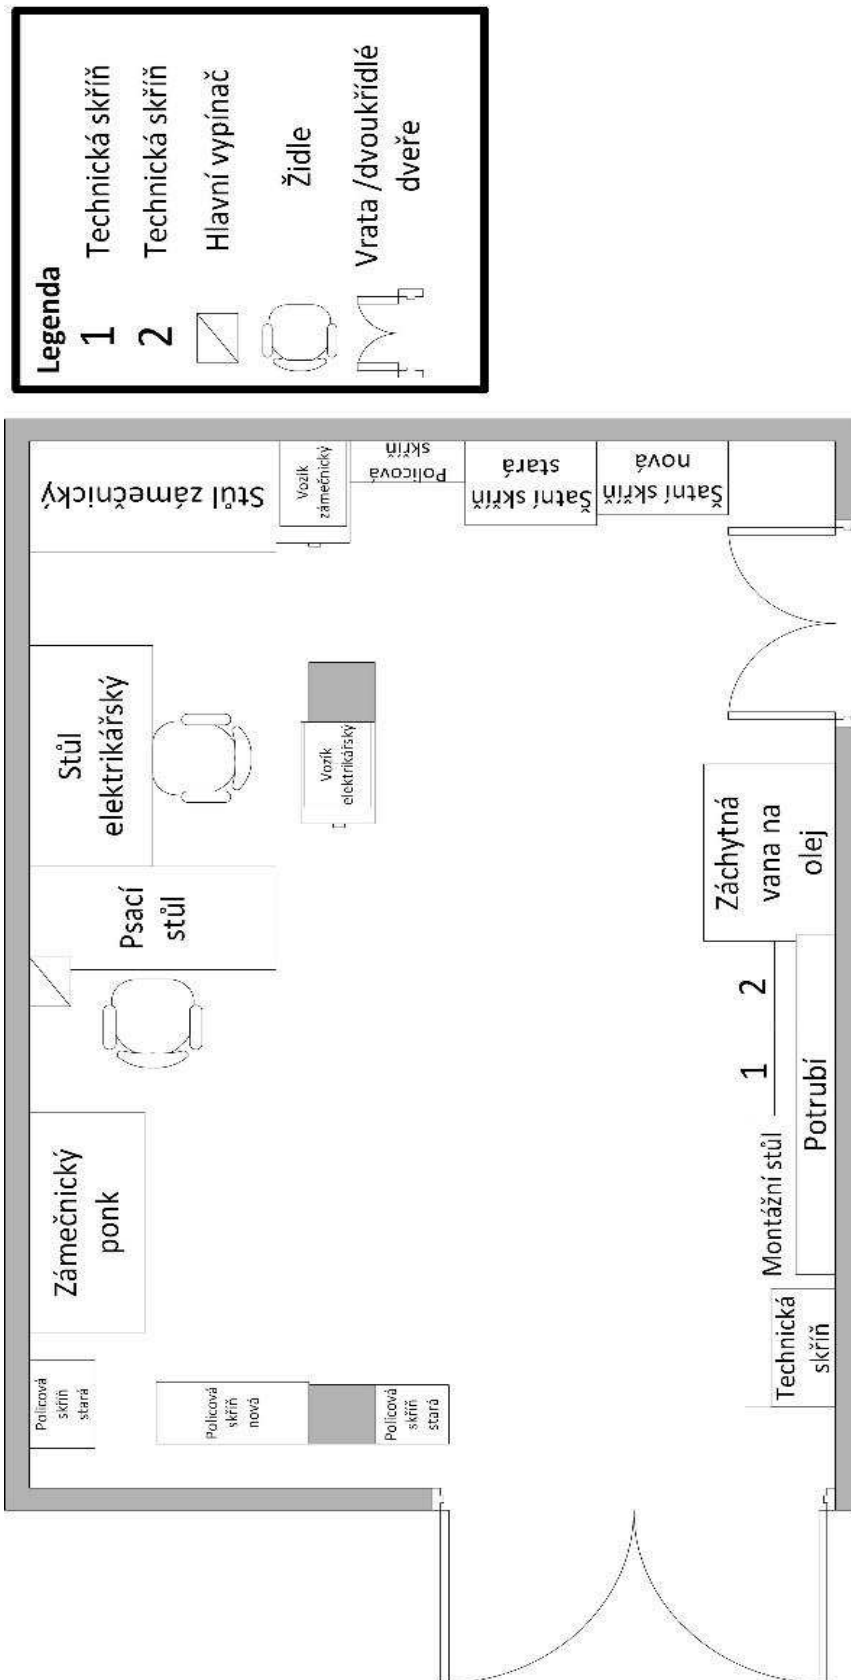 Legenda
1 Technická skříň
2 Technická skříň
Hlavní vypínač
Židle
Vrata /dvoukřídlé
dveře
Policová
skříň
stará
Zámečnický
ponk
Psací
stůl
Stůl
elektrikářský
Stůl zámečnický
Policová
skříň
nová
Policová
skříň
stará
Vozík
elektrikářský
Vozík
zámečnický
Policová
skříň
Šatní skříň
stará
Šatní skříň
nová
Technická
skříň
Montážní stůl
1
2
Potrubí
Záchytná
vana na
olej